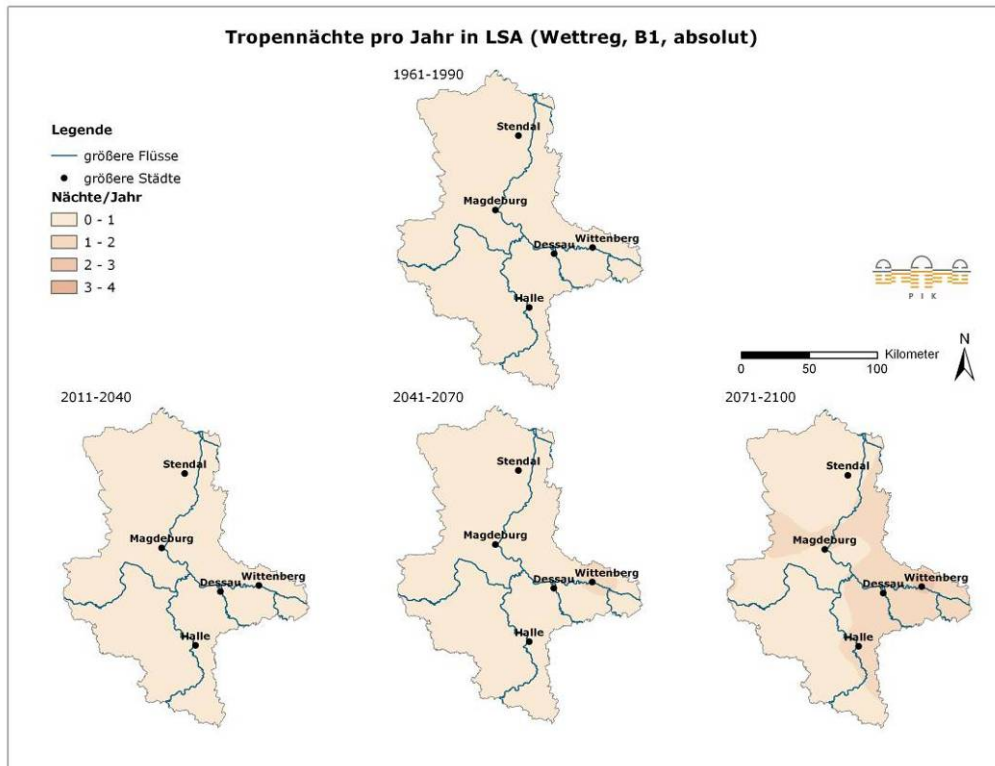 Tropennächte pro Jahr in LSA (Wettreg, B1, absolut)
1961-1990
Legende
größere Flüsse
größere Städte
Nächte/Jahr
0 - 1
1 - 2
2 - 3
3 - 4
Stendal
Magdeburg
Dessau
Wittenberg
Halle
P I K
N
Kilometer
0 50 100
2011-2040
Stendal
Magdeburg
Dessau
Wittenberg
Halle
2041-2070
Stendal
Magdeburg
Dessau
Wittenberg
Halle
2071-2100
Stendal
Magdeburg
Dessau
Wittenberg
Halle